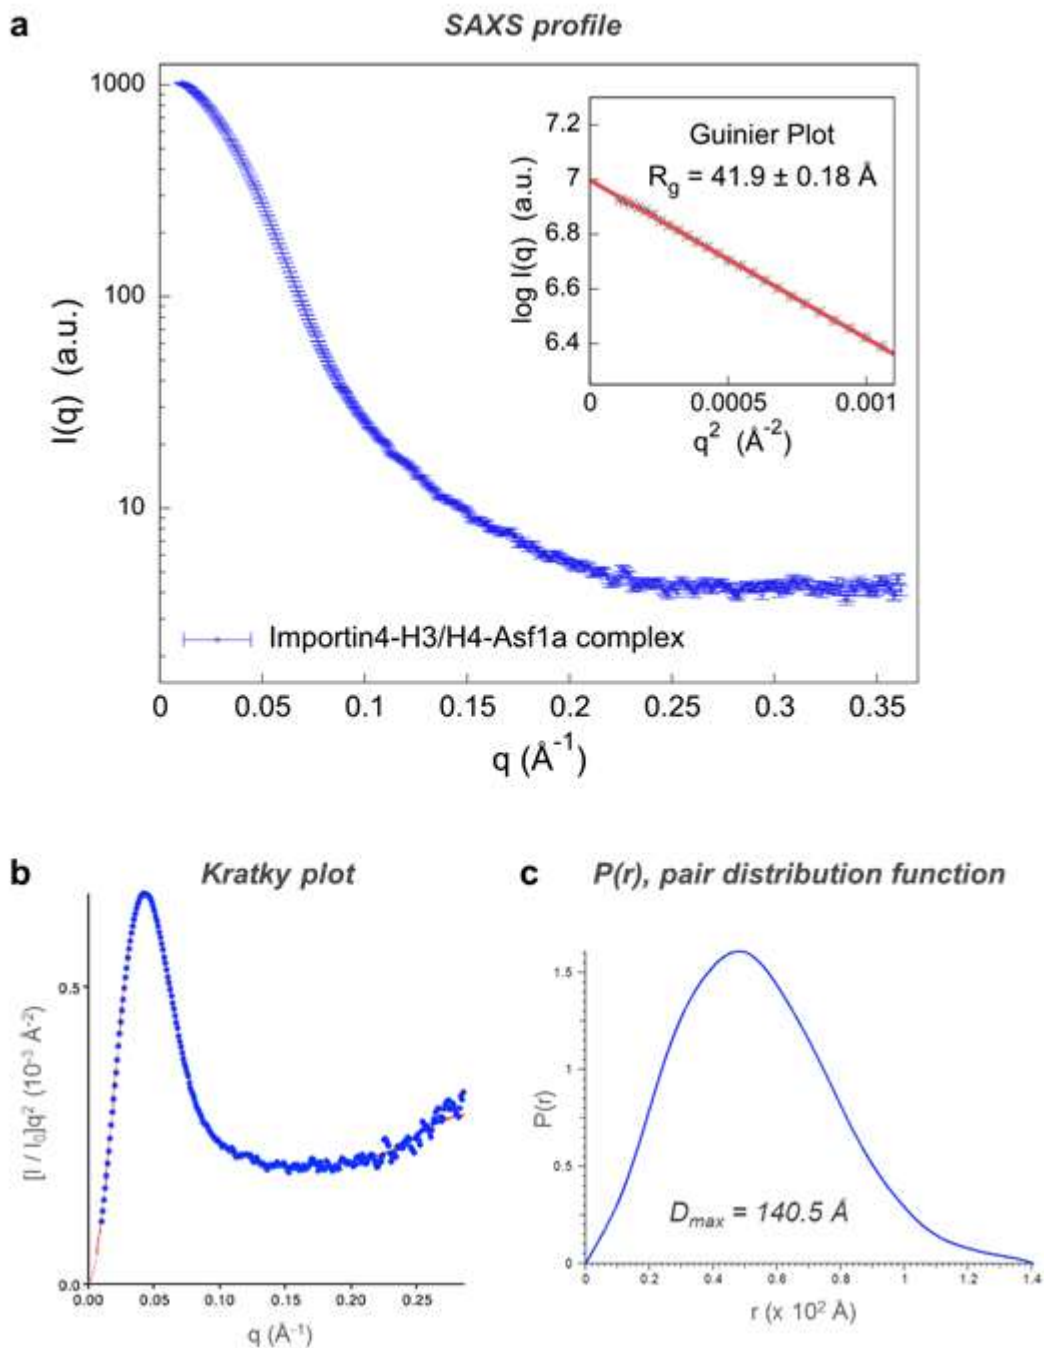 a
SAXS profile
1000
100
10
I(q) (a.u.)
Importin4-H3/H4-Asf1a complex
0 0.05 0.1 0.15 0.2 0.25 0.3 0.35
q (Å⁻¹)
Guinier Plot
R_g = 41.9 ± 0.18 Å
7.2
7
6.8
6.6
6.4
log I(q) (a.u.)
0 0.0005 0.001
q² (Å⁻²)
b
Kratky plot
0.5
0.0
[I / I₀]q² (10⁻³ Å⁻²)
0.00 0.05 0.10 0.15 0.20 0.25
q (Å⁻¹)
c
P(r), pair distribution function
1.5
1
0.5
0
P(r)
D_max = 140.5 Å
0 0.2 0.4 0.6 0.8 1 1.2 1.4
r (x 10² Å)